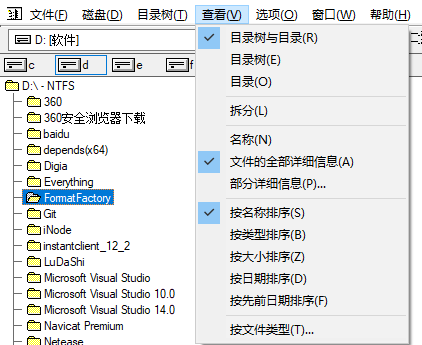 文件(F) 磁盘(D) 目录树(T) 查看(V) 选项(O) 窗口(W) 帮助(H)
D: [软件]
c d e f
D:\ - NTFS
360
360安全浏览器下载
baidu
depends(x64)
Digia
Everything
FormatFactory
Git
iNode
instantclient_12_2
LuDaShi
Microsoft Visual Studio
Microsoft Visual Studio 10.0
Microsoft Visual Studio 14.0
Navicat Premium
Netease
目录树与目录(R)
目录树(E)
目录(O)
拆分(L)
名称(N)
文件的全部详细信息(A)
部分详细信息(P)...
按名称排序(S)
按类型排序(B)
按大小排序(Z)
按日期排序(D)
按先前日期排序(F)
按文件类型(T)...